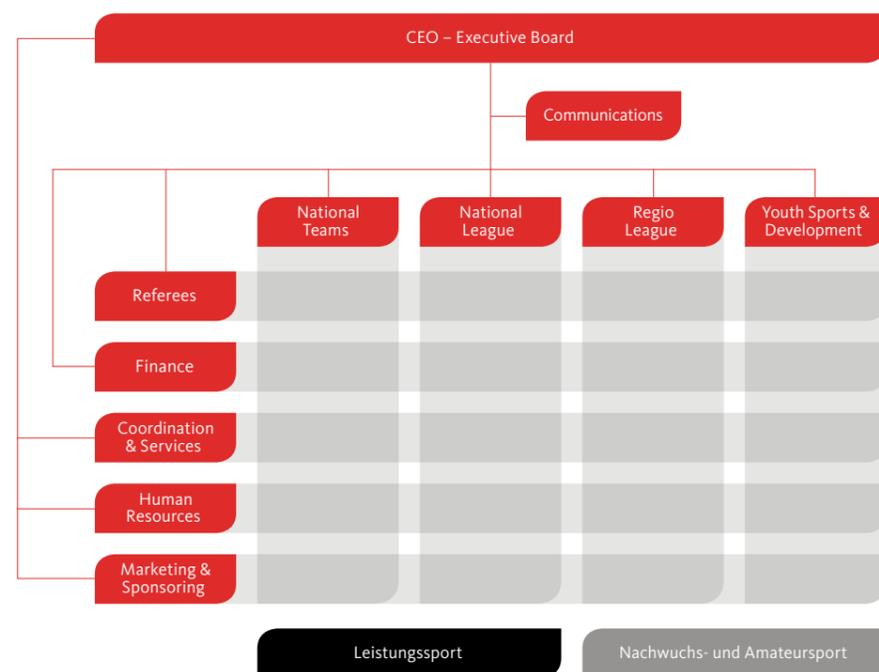 CEO – Executive Board
Communications
National
Teams
National
League
Regio
League
Youth Sports &
Development
Referees
Finance
Coordination
& Services
Human
Resources
Marketing &
Sponsoring
Leistungssport
Nachwuchs- und Amateursport